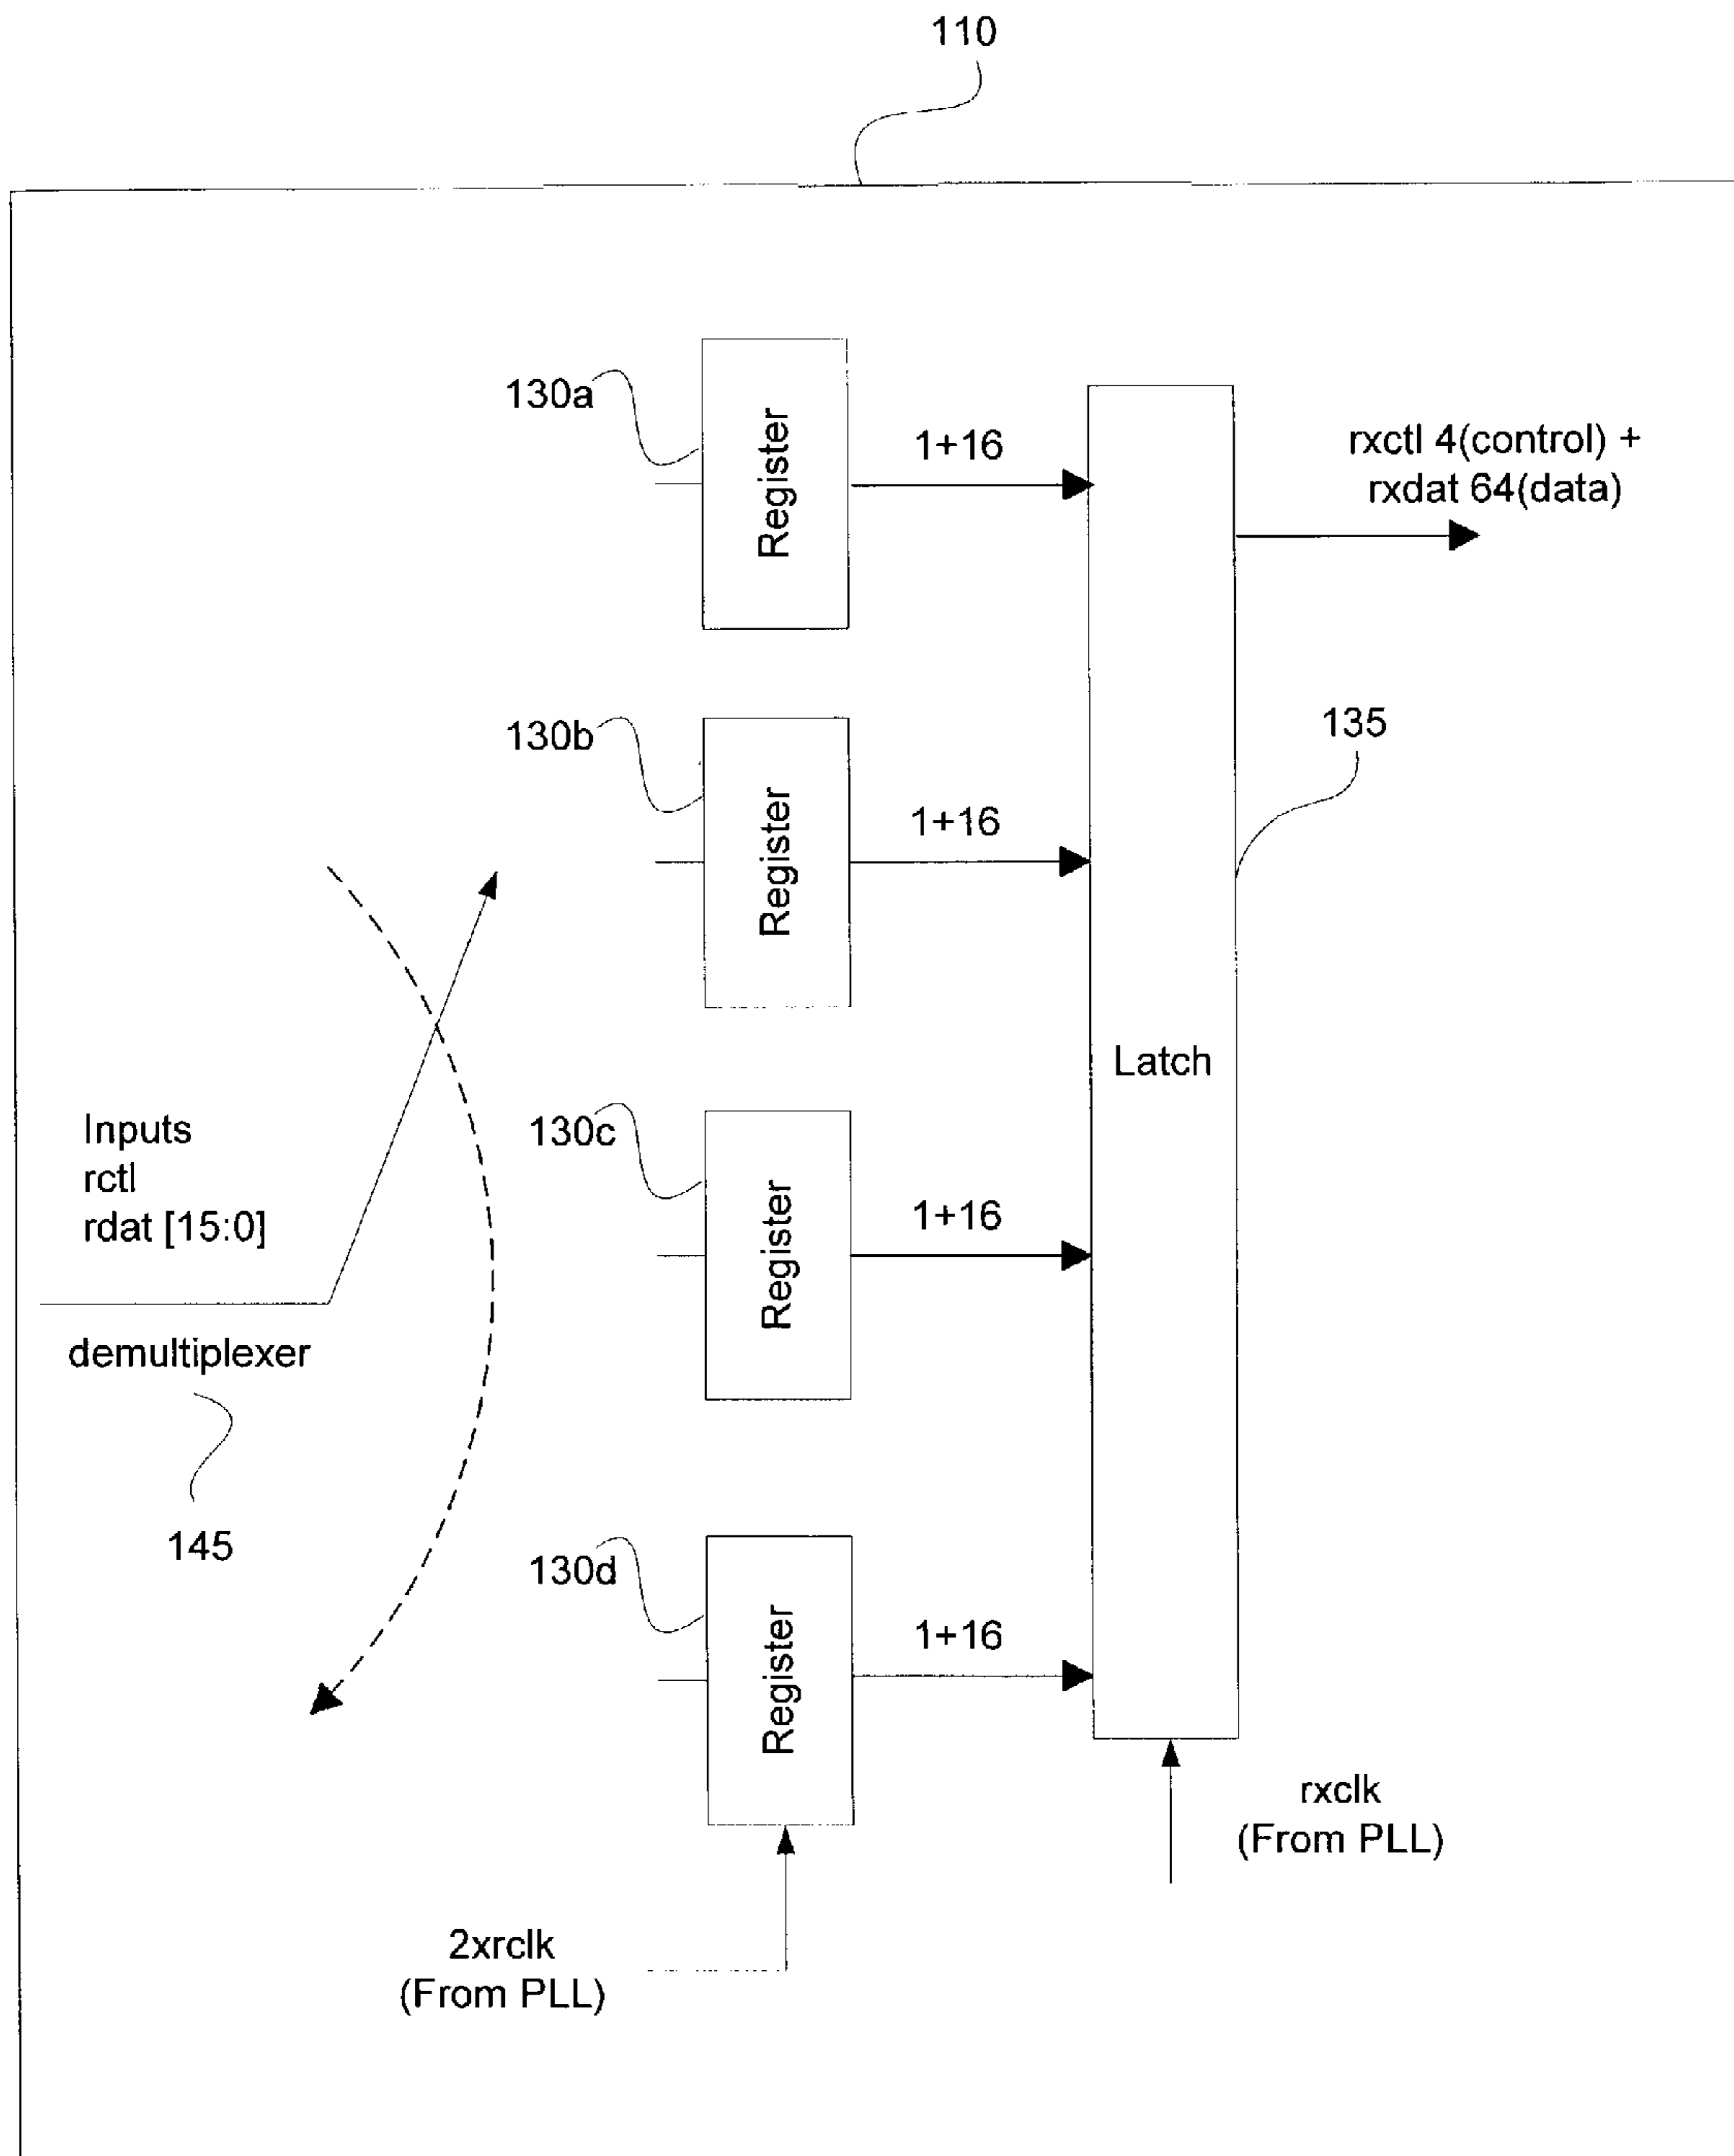 110
130a
Register
1+16
rxctl 4(control) +
rxdat 64(data)
130b
Register
1+16
135
Latch
Inputs
rctl
rdat [15:0]
demultiplexer
145
130c
Register
1+16
130d
Register
1+16
rxclk
(From PLL)
2xrclk
(From PLL)